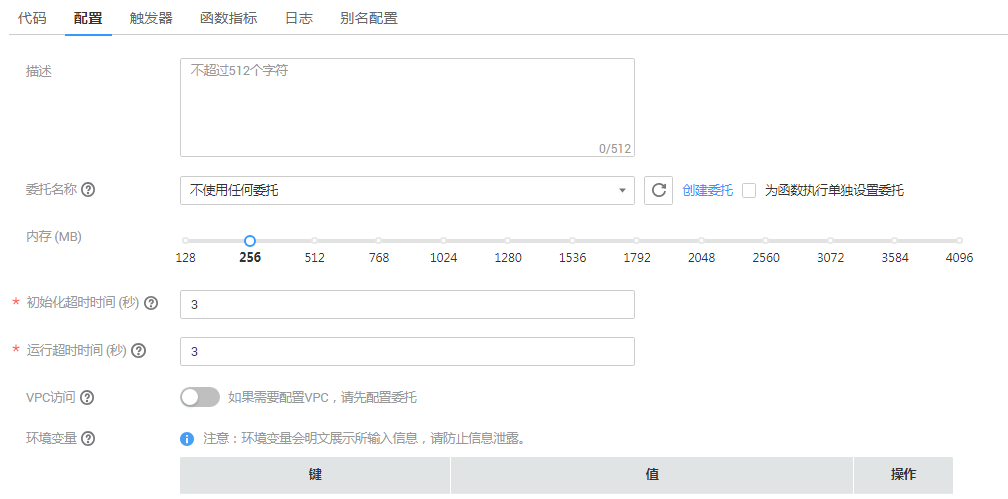 代码 配置 触发器 函数指标 日志 别名配置
描述 不超过512个字符
0/512
委托名称 不使用任何委托 创建委托 为函数执行单独设置委托
内存 (MB)
128 256 512 768 1024 1280 1536 1792 2048 2560 3072 3584 4096
* 初始化超时时间 (秒) 3
* 运行超时时间 (秒) 3
VPC访问 如果需要配置VPC，请先配置委托
环境变量 注意：环境变量会明文展示所输入信息，请防止信息泄露。
键 值 操作